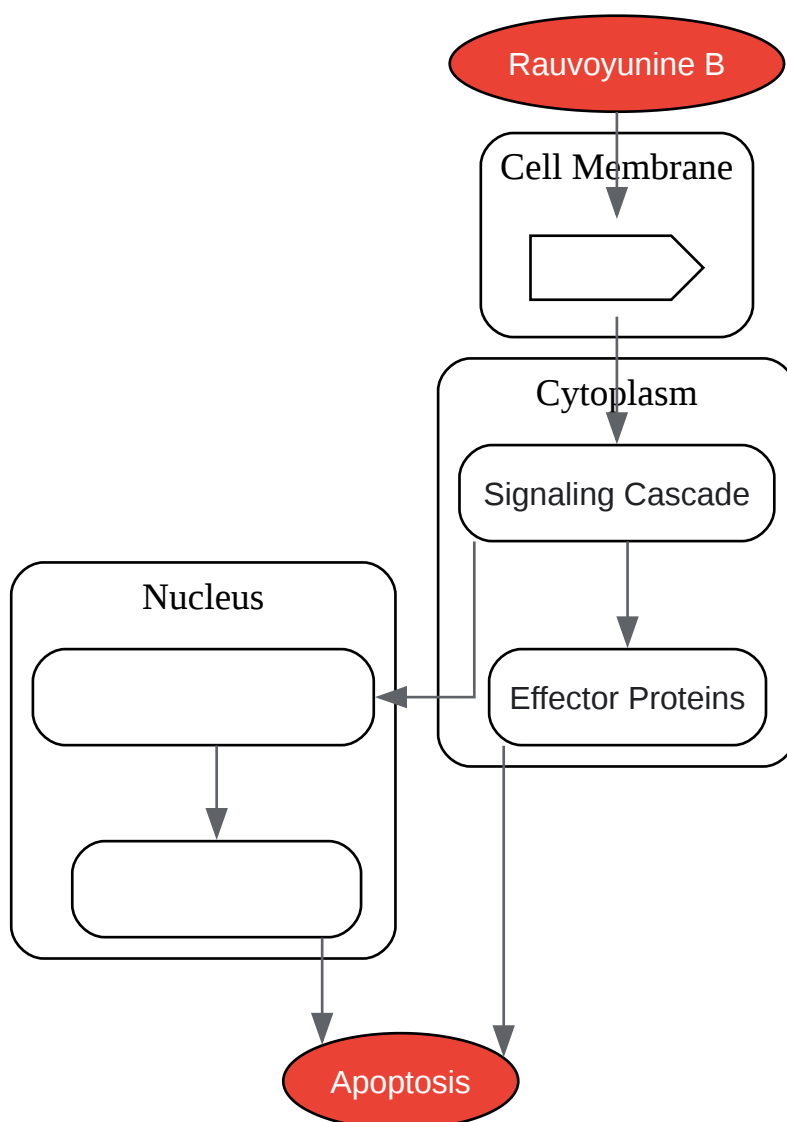 Rauvoyunine B
Cell Membrane
Cytoplasm
Signaling Cascade
Nucleus
Effector Proteins
Apoptosis